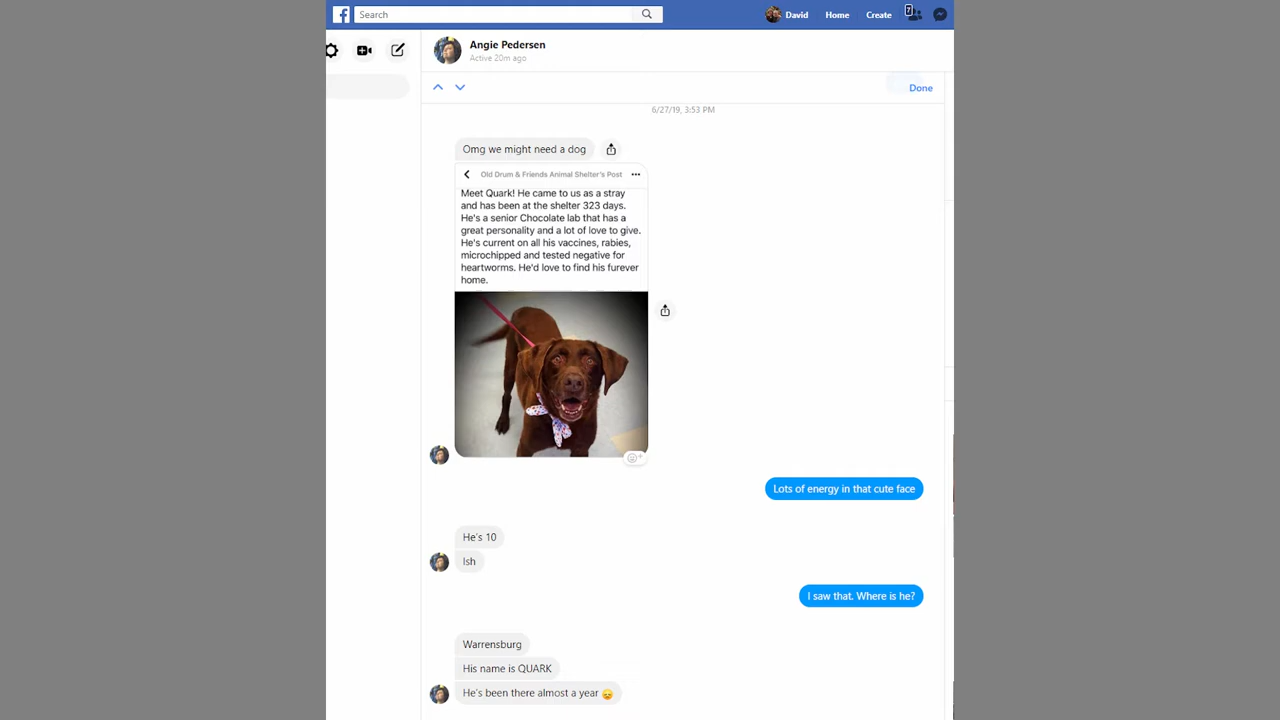 Search
David
Home
Create
7
Angie Pedersen
Active 20m ago
Done
6/27/19, 3:53 PM
Omg we might need a dog
Old Drum & Friends Animal Shelter's Post
Meet Quark! He came to us as a stray
and has been at the shelter 323 days.
He's a senior Chocolate lab that has a
great personality and a lot of love to give.
He's current on all his vaccines, rabies,
microchipped and tested negative for
heartworms. He'd love to find his furever
home.
Lots of energy in that cute face
He's 10
Ish
I saw that. Where is he?
Warrensburg
His name is QUARK
He's been there almost a year 😞